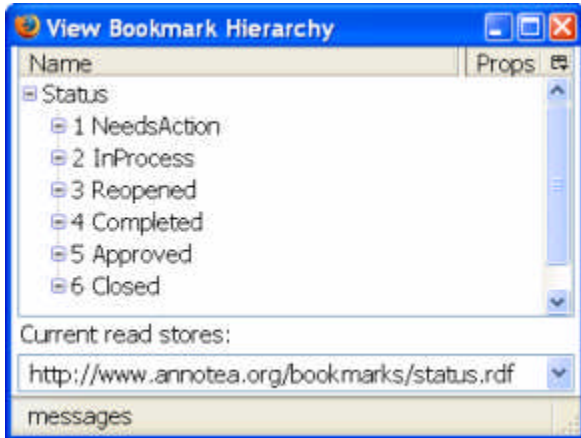 View Bookmark Hierarchy
Name Props
Status
1 NeedsAction
2 InProcess
3 Reopened
4 Completed
5 Approved
6 Closed
Current read stores:
http://www.annotea.org/bookmarks/status.rdf
messages